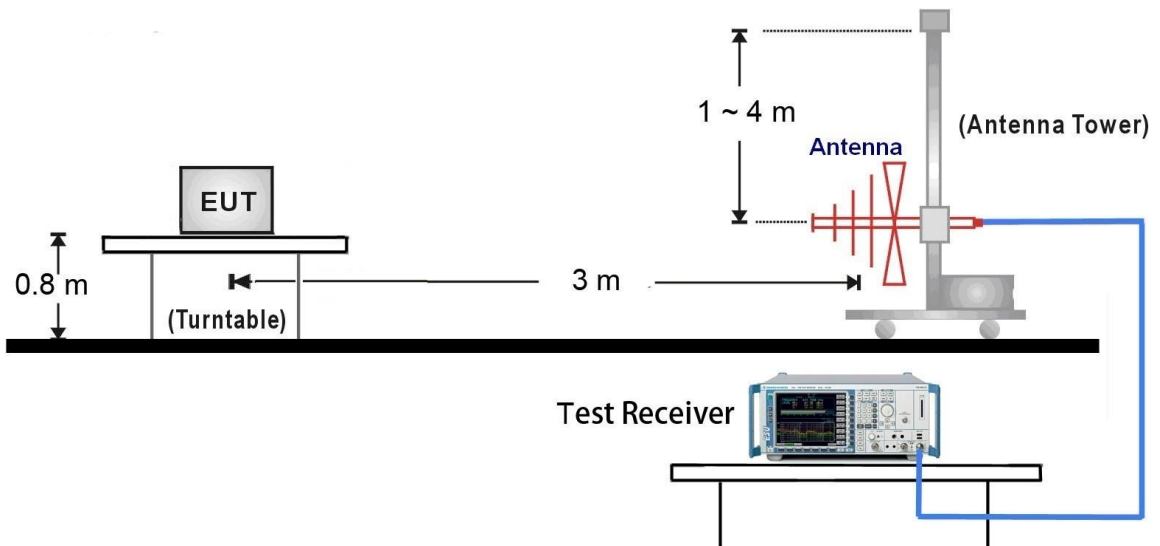 1 ~ 4 m
(Antenna Tower)
Antenna
EUT
0.8 m
3 m
(Turntable)
Test Receiver